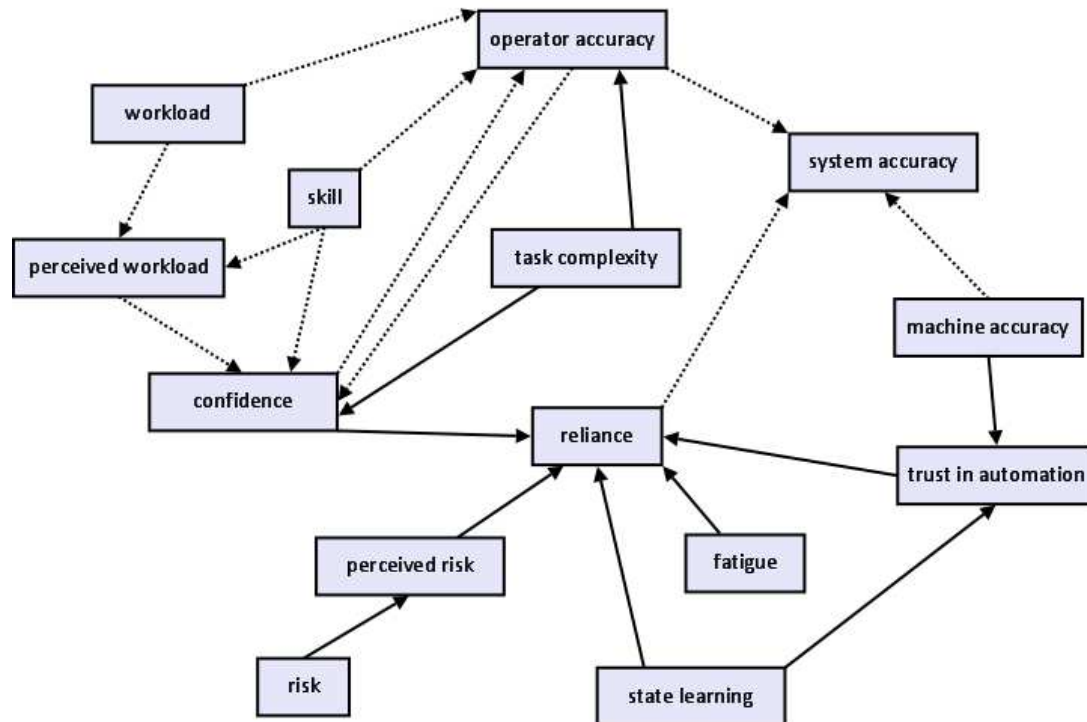 operator accuracy
workload
system accuracy
skill
task complexity
perceived workload
machine accuracy
confidence
reliance
trust in automation
perceived risk
fatigue
risk
state learning